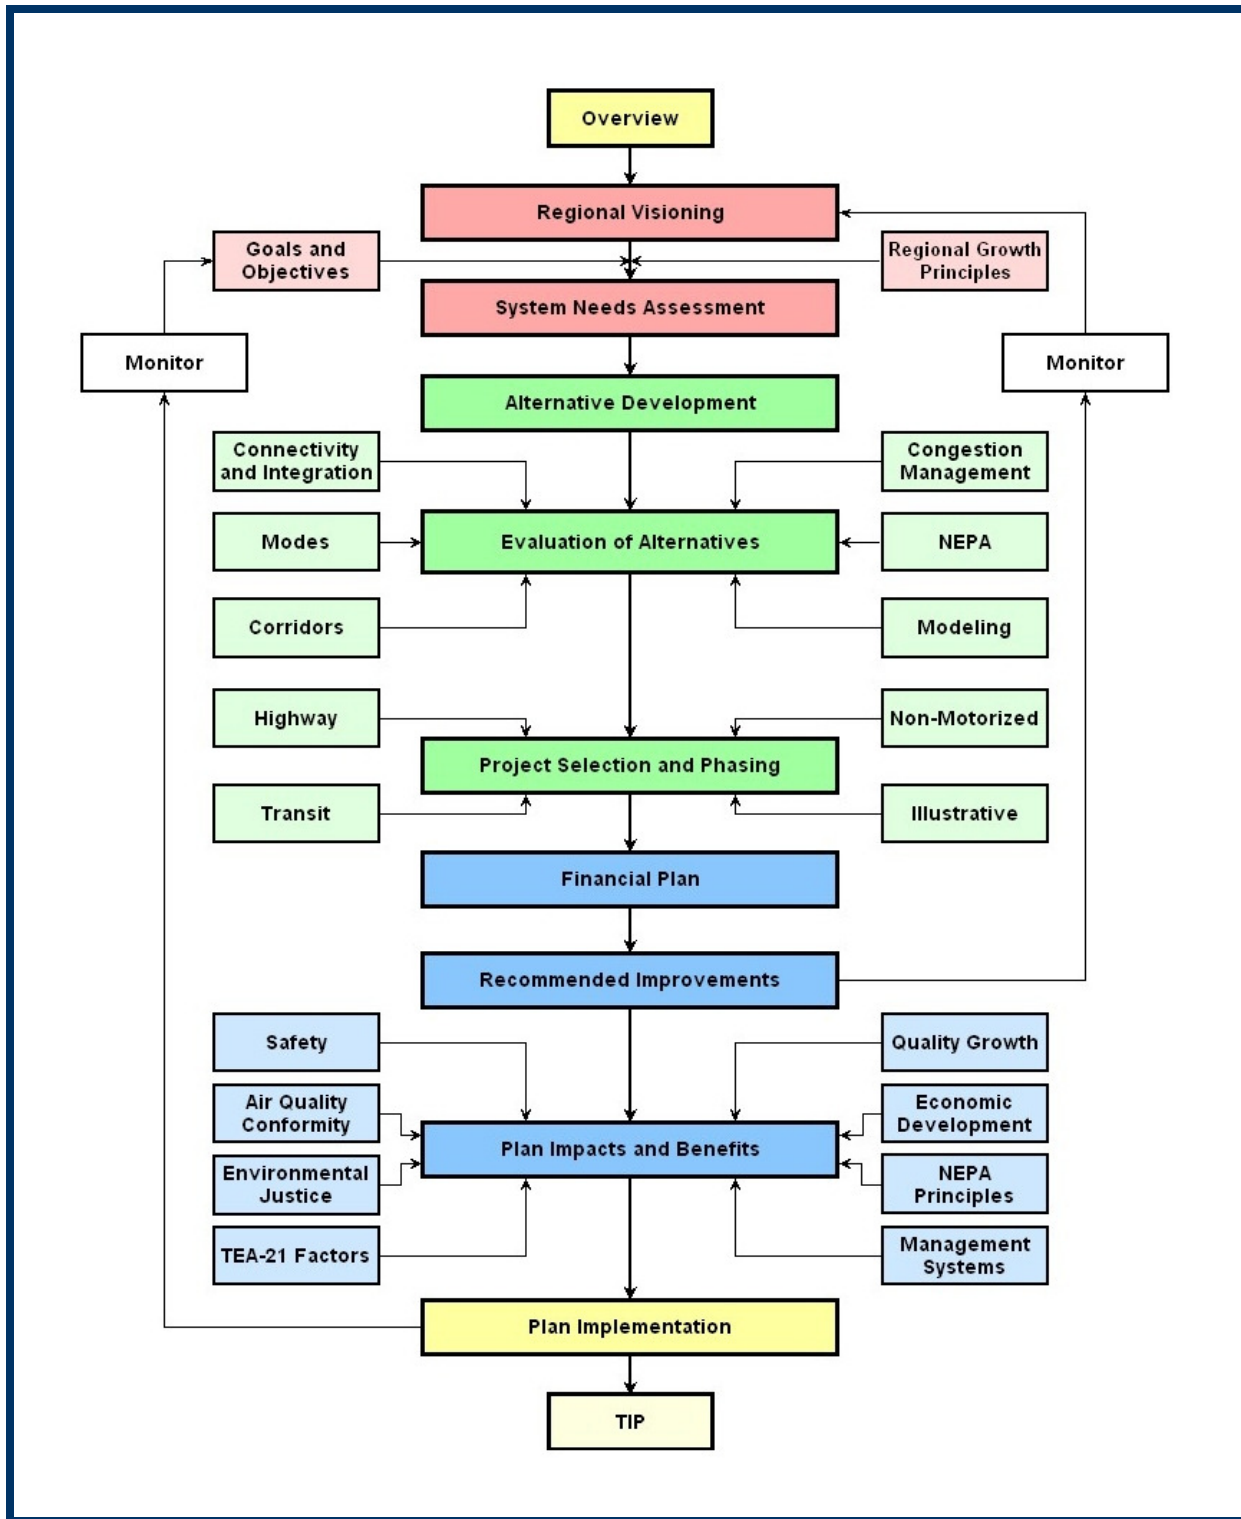 Overview
Regional Visioning
Goals and
Objectives
Regional Growth
Principles
System Needs Assessment
Monitor
Monitor
Alternative Development
Connectivity
and Integration
Congestion
Management
Modes
Evaluation of Alternatives
NEPA
Corridors
Modeling
Highway
Non-Motorized
Project Selection and Phasing
Transit
Illustrative
Financial Plan
Recommended Improvements
Safety
Quality Growth
Air Quality
Conformity
Economic
Development
Plan Impacts and Benefits
Environmental
Justice
NEPA
Principles
TEA-21 Factors
Management
Systems
Plan Implementation
TIP